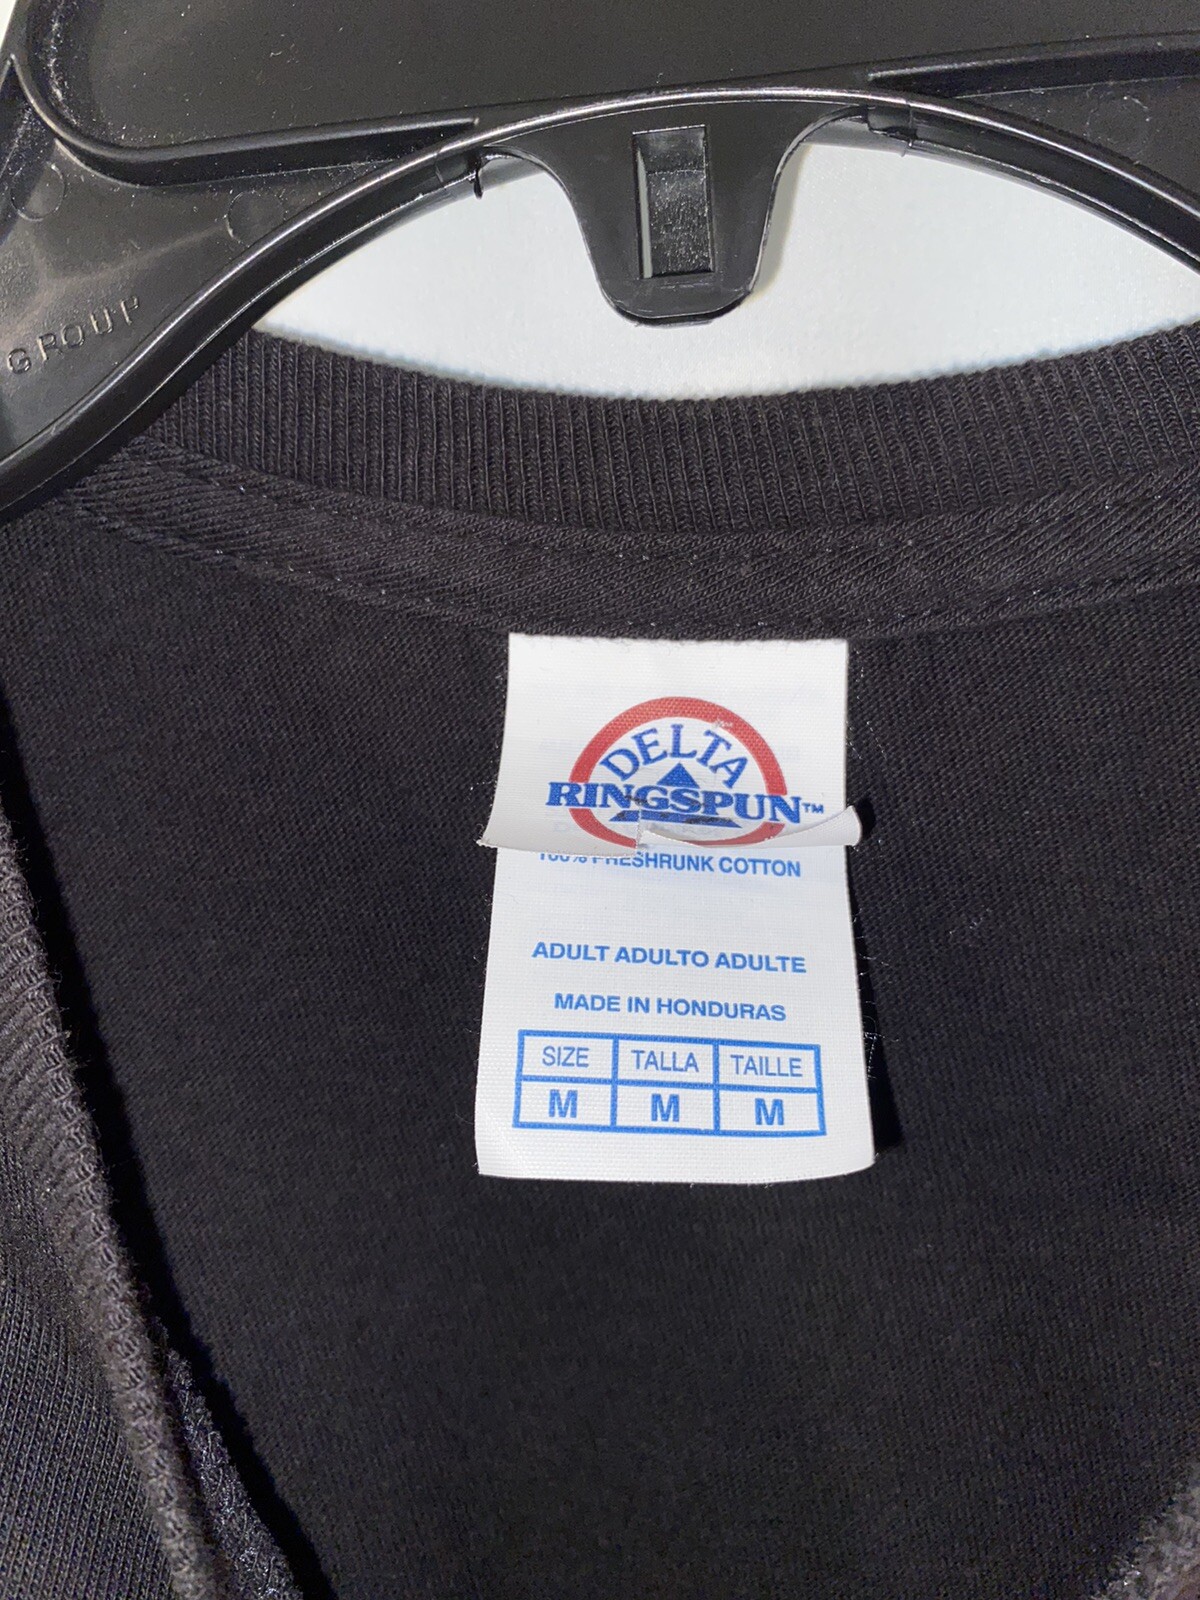 GROUP
DELTA
RINGSPUN™
100% PRESHRUNK COTTON
ADULT ADULTO ADULTE
MADE IN HONDURAS
SIZE TALLA TAILLE
M M M